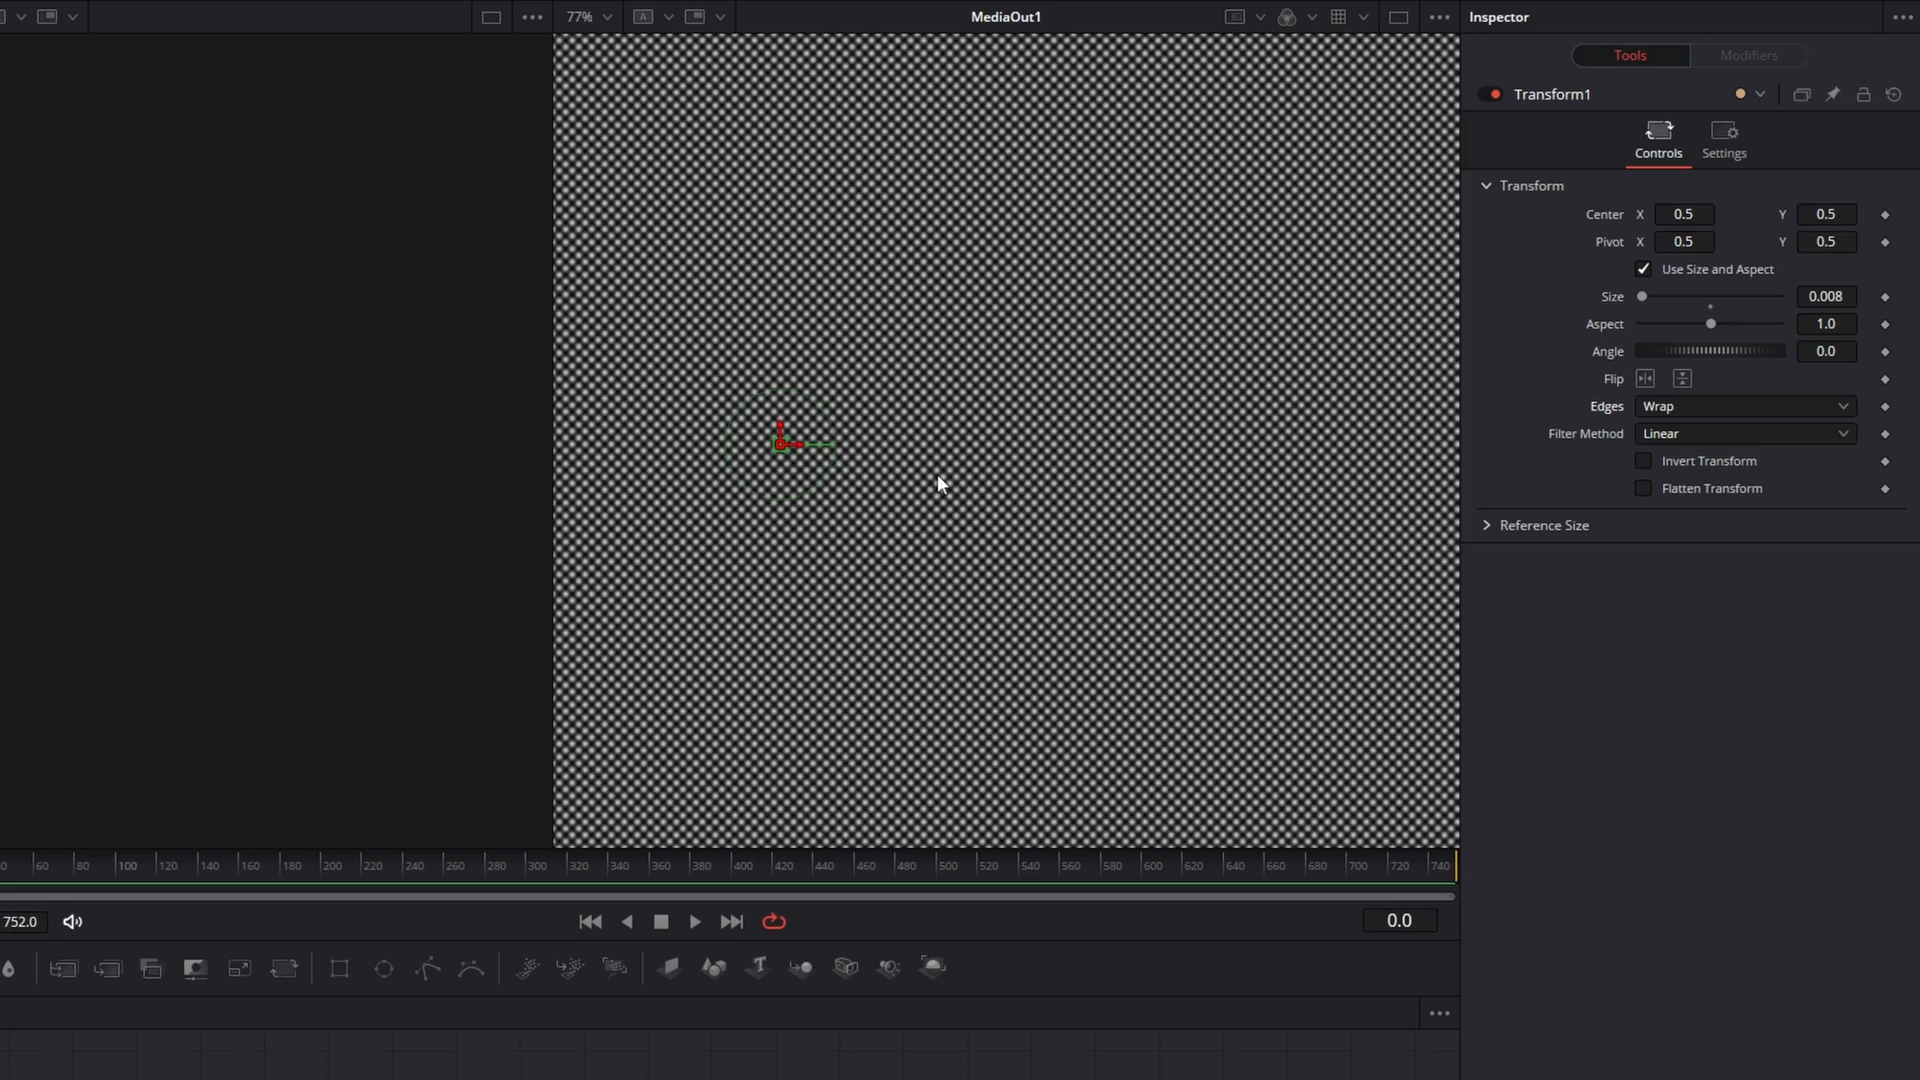 77%
A
MediaOut1
Inspector
Tools
Modifiers
Transform1
Controls
Settings
Transform
Center X 0.5 Y 0.5
Pivot X 0.5 Y 0.5
Use Size and Aspect
Size 0.008
Aspect 1.0
Angle 0.0
Flip
Edges Wrap
Filter Method Linear
Invert Transform
Flatten Transform
Reference Size
60 80 100 120 140 160 180 200 220 240 260 280 300 320 340 360 380 400 420 440 460 480 500 520 540 560 580 600 620 640 660 680 700 720 740
752.0
0.0
T